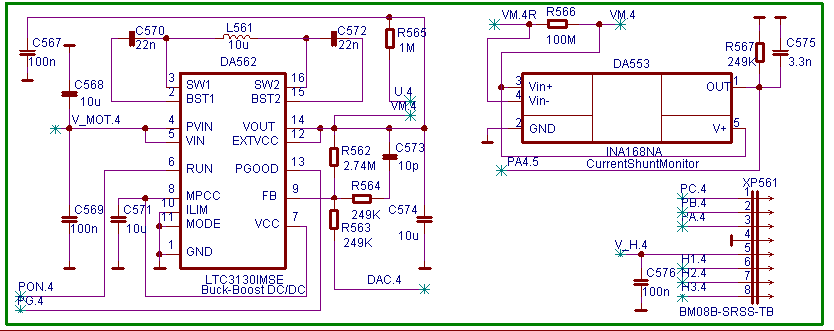 C570
22n
L561
10u
C572
22n
C567
100n
R565
1M
DA562
C568
10u
3
SW1
SW2
16
2
BST1
BST2
15
U.4
VM.4
V_MOT.4
4
PVIN
VOUT
14
5
VIN
EXTVCC
12
6
RUN
PGOOD
13
R562
2.74M
C573
10p
8
MPCC
FB
9
R564
249K
10
ILIM
11
MODE
VCC
7
C569
100n
C571
10u
R563
249K
C574
10u
1
GND
LTC3130IMSE
Buck-Boost DC/DC
DAC.4
PON.4
PG.4
VM.4R
R566
100M
VM.4
R567
249K
C575
3.3n
DA553
3
Vin+
OUT
1
4
Vin-
2
GND
V+
5
INA168NA
CurrentShuntMonitor
PA4.5
XP561
PC.4
1
PB.4
2
PA.4
3
4
V_H.4
5
H1.4
6
H2.4
7
H3.4
8
C576
100n
BM08B-SRSS-TB